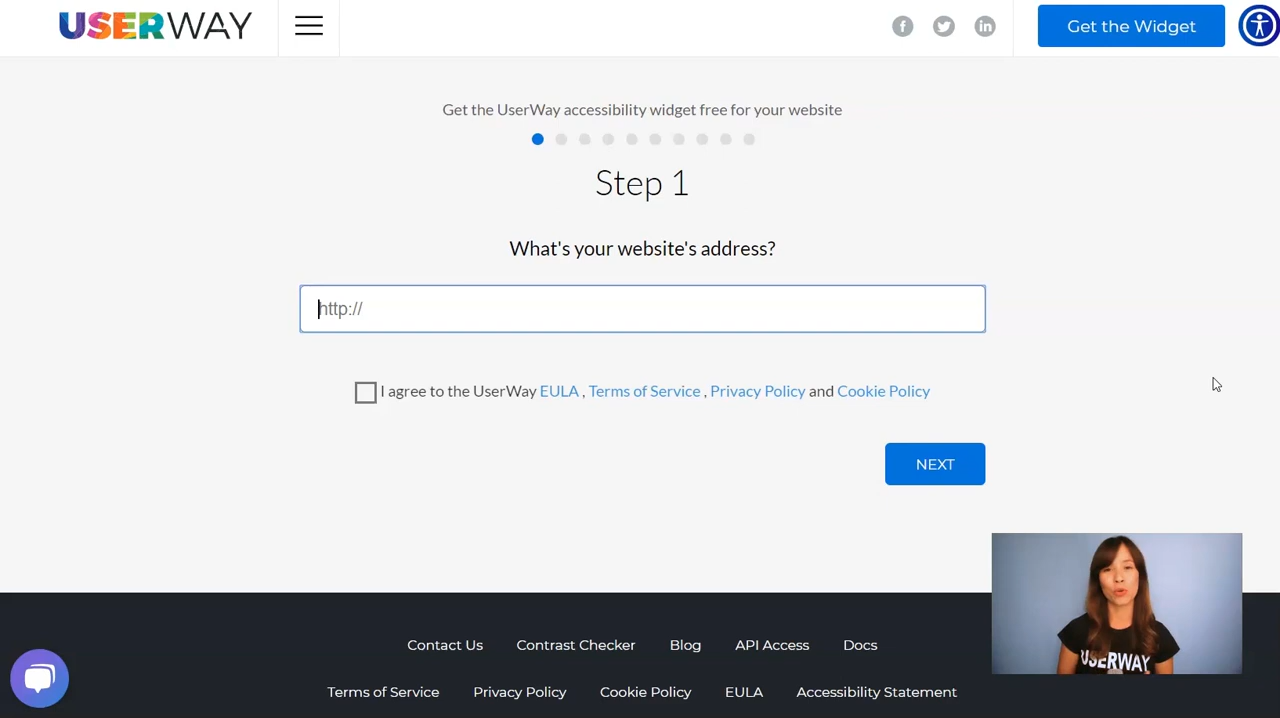 USERWAY
Get the Widget
Get the UserWay accessibility widget free for your website
Step 1
What's your website's address?
http://
I agree to the UserWay EULA , Terms of Service , Privacy Policy and Cookie Policy
NEXT
USERWAY
Contact Us Contrast Checker Blog API Access Docs
Terms of Service Privacy Policy Cookie Policy EULA Accessibility Statement